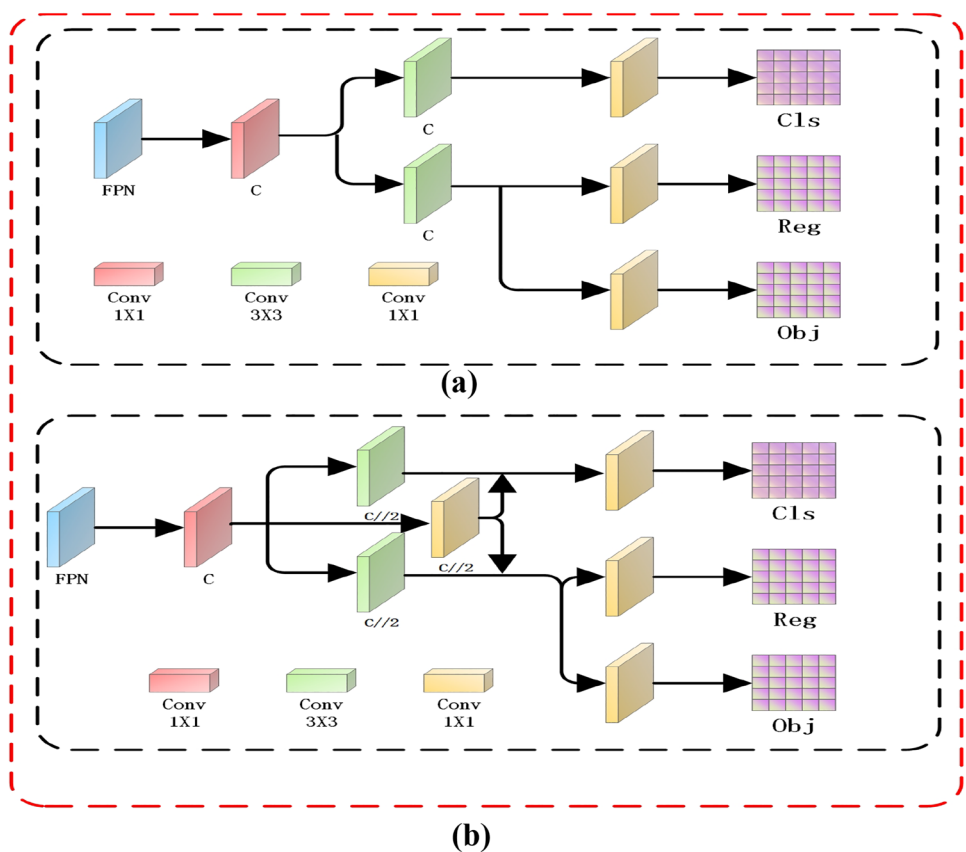 C
Cls
FPN
C
C
Reg
Conv
1X1
Conv
3X3
Conv
1X1
Obj
(a)
C//2
Cls
FPN
C
C//2
C//2
Reg
Conv
1X1
Conv
3X3
Conv
1X1
Obj
(b)